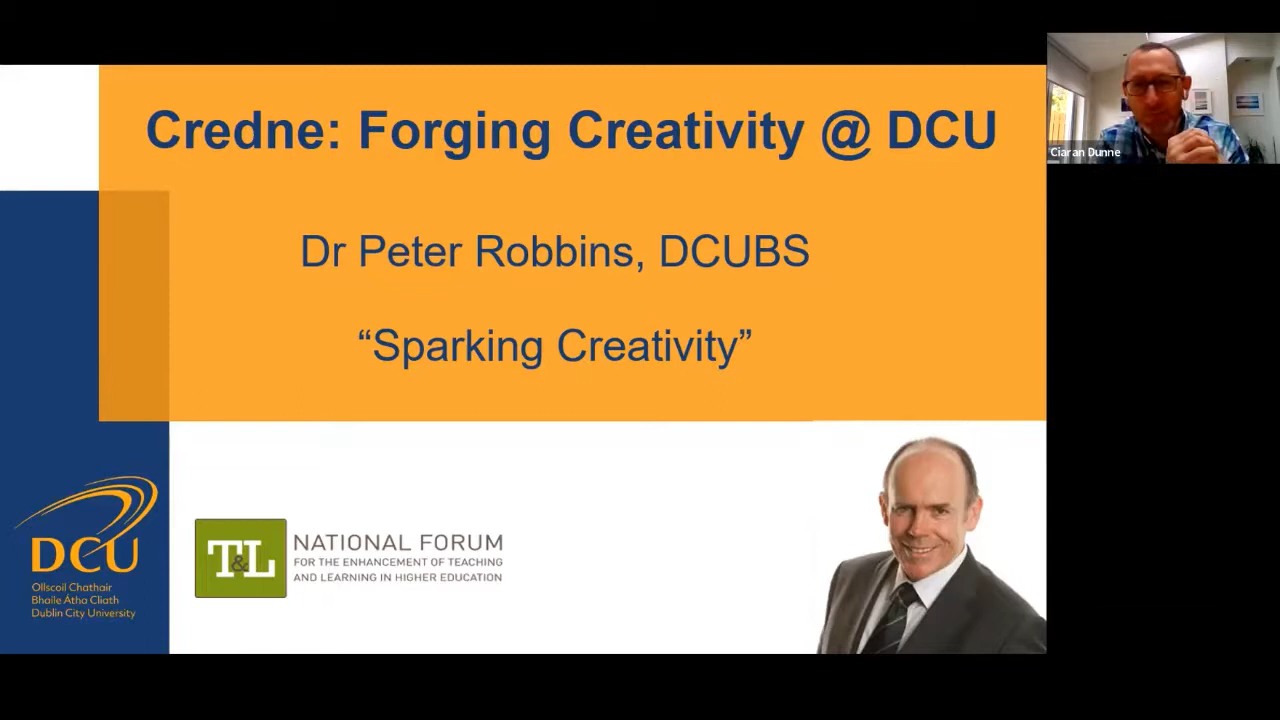 Credne: Forging Creativity @ DCU
Ciaran Dunne
Dr Peter Robbins, DCUBS
“Sparking Creativity”
DCU
Ollscoil Chathair
Bhaile Átha Cliath
Dublin City University
T&L
NATIONAL FORUM
FOR THE ENHANCEMENT OF TEACHING
AND LEARNING IN HIGHER EDUCATION